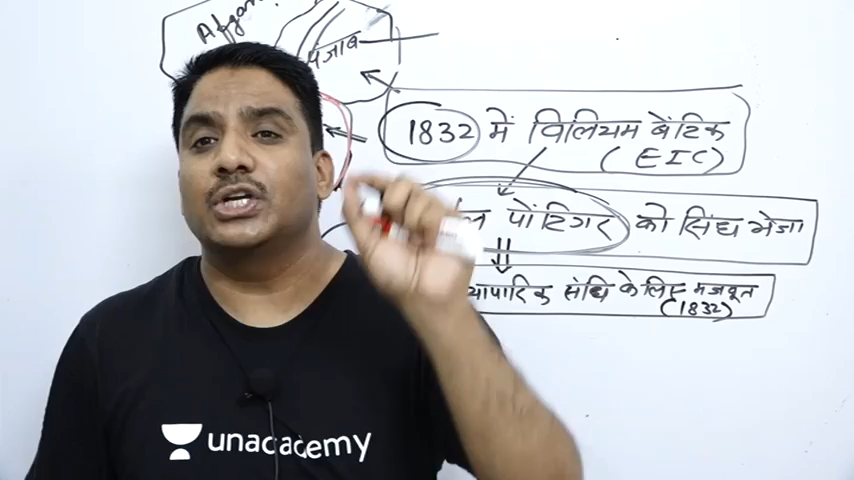 Afgan
पंजाब
1832 में विलियम बेंटिक
(EIC)
पोंटिगर को सिंध भेजा
व्यापारिक संधि के लिए मजबूत
(1832)
unacademy